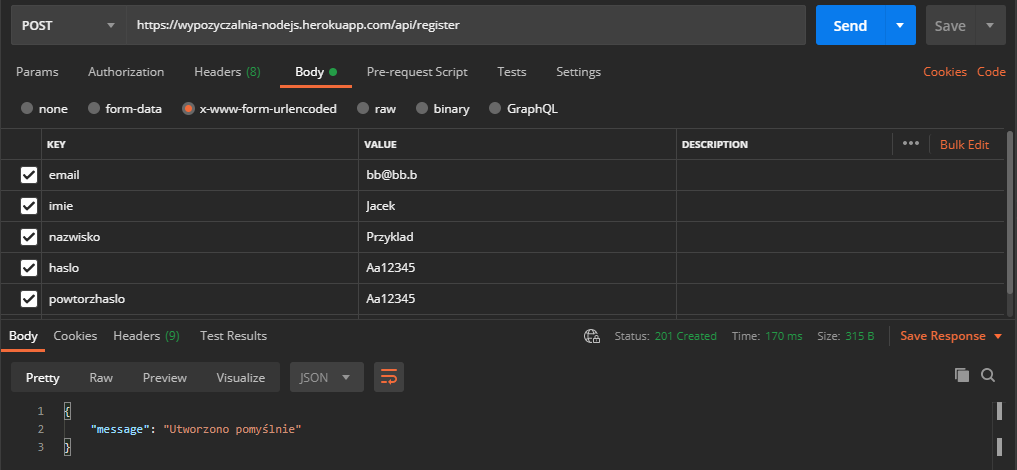 POST https://wypozyczalnia-nodejs.herokuapp.com/api/register Send Save
Params Authorization Headers (8) Body Pre-request Script Tests Settings Cookies Code
none form-data x-www-form-urlencoded raw binary GraphQL
KEY VALUE DESCRIPTION ••• Bulk Edit
email bb@bb.b
imie Jacek
nazwisko Przyklad
haslo Aa12345
powtorzhaslo Aa12345
Body Cookies Headers (9) Test Results Status: 201 Created Time: 170 ms Size: 315 B Save Response
Pretty Raw Preview Visualize JSON
1 {
2 "message": "Utworzono pomyślnie"
3 }